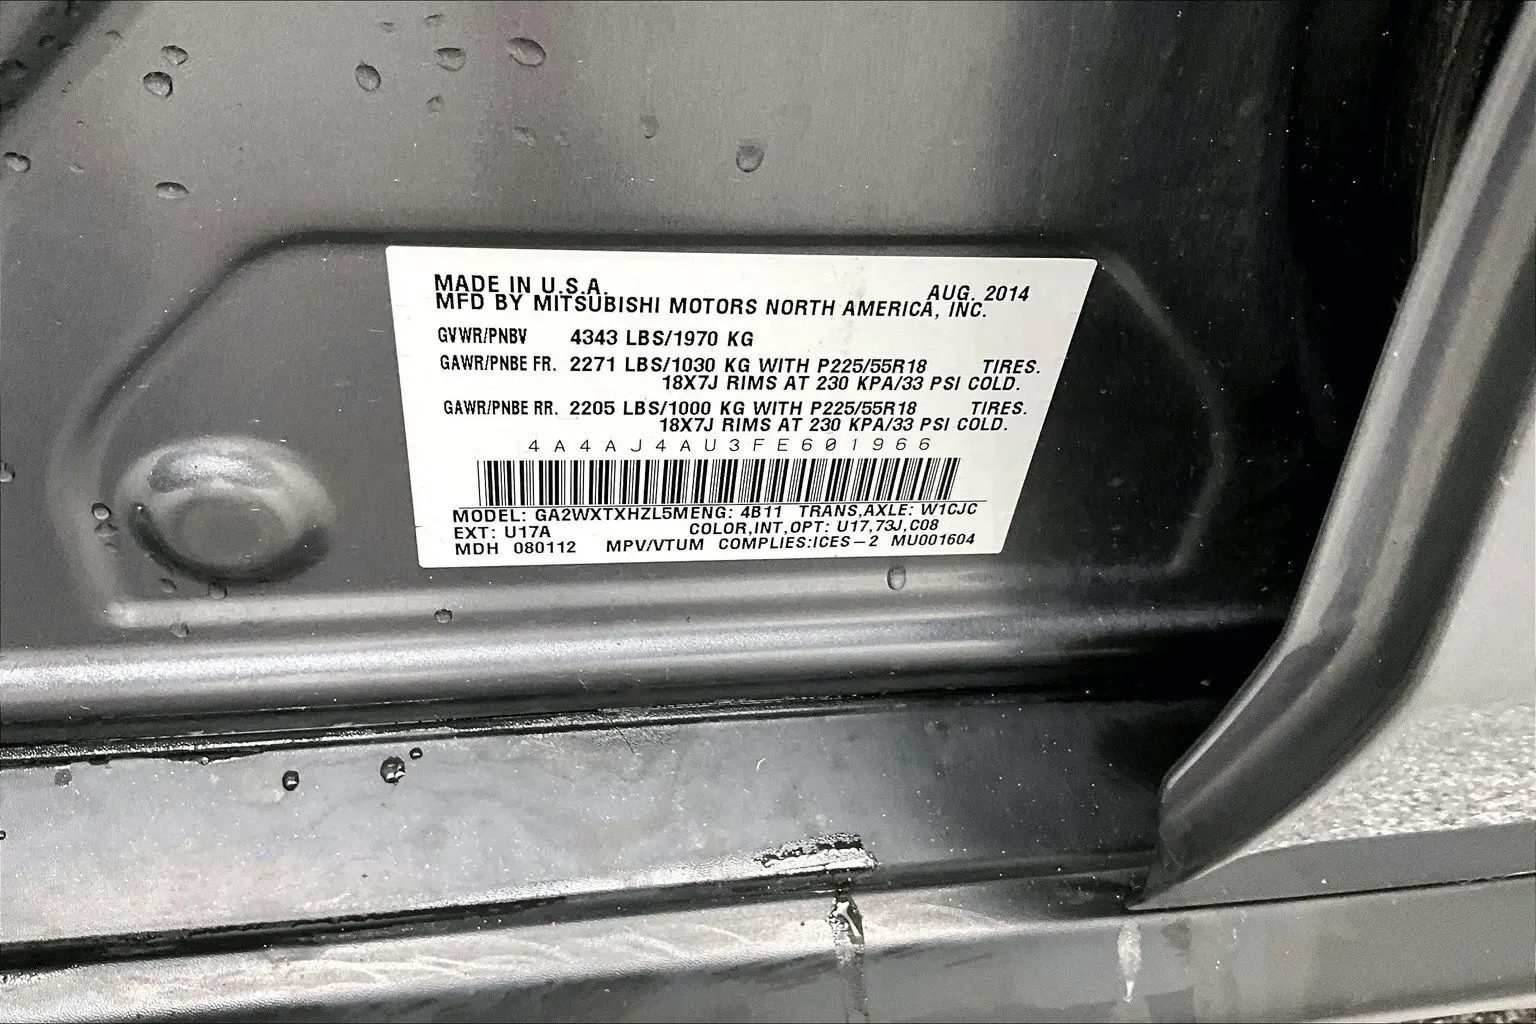 MADE IN U.S.A. AUG. 2014
MFD BY MITSUBISHI MOTORS NORTH AMERICA, INC.
GVWR/PNBV 4343 LBS/1970 KG
GAWR/PNBE FR. 2271 LBS/1030 KG WITH P225/55R18 TIRES.
18X7J RIMS AT 230 KPA/33 PSI COLD.
GAWR/PNBE RR. 2205 LBS/1000 KG WITH P225/55R18 TIRES.
18X7J RIMS AT 230 KPA/33 PSI COLD.
4A4AJ4AU3FE601966
MODEL: GA2WXTXHZL5MENG: 4B11 TRANS,AXLE: W1CJC
EXT: U17A COLOR,INT,OPT: U17,73J,C08
MDH 080112 MPV/VTUM COMPLIES:ICES-2 MU001604